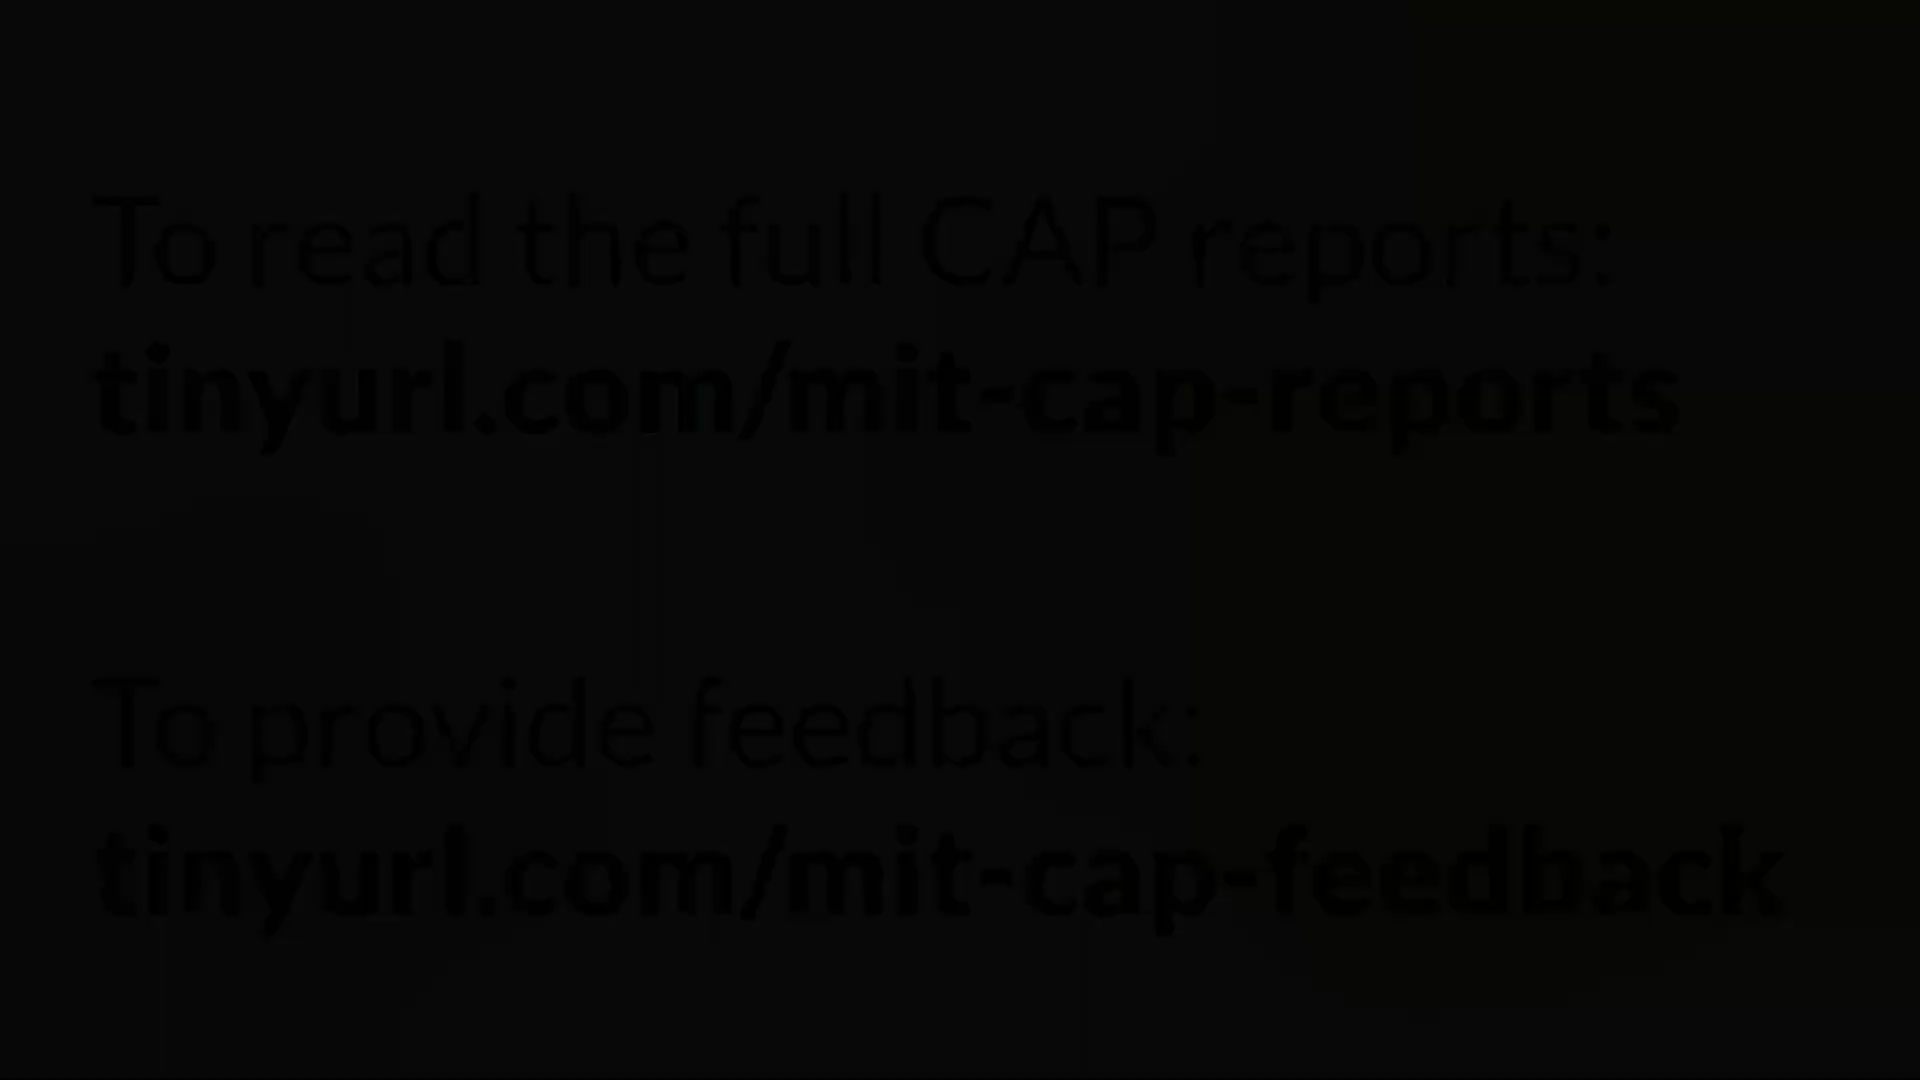 To read the full CAP reports:
tinyurl.com/mit-cap-reports
To provide feedback:
tinyurl.com/mit-cap-feedback